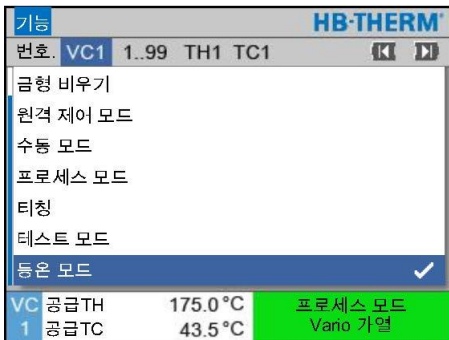 기능 HB-THERM®
번호. VC1 1..99 TH1 TC1
금형 비우기
원격 제어 모드
수동 모드
프로세스 모드
티칭
테스트 모드
등온 모드
VC 공급TH 175.0 °C 프로세스 모드
1 공급TC 43.5 °C Vario 가열